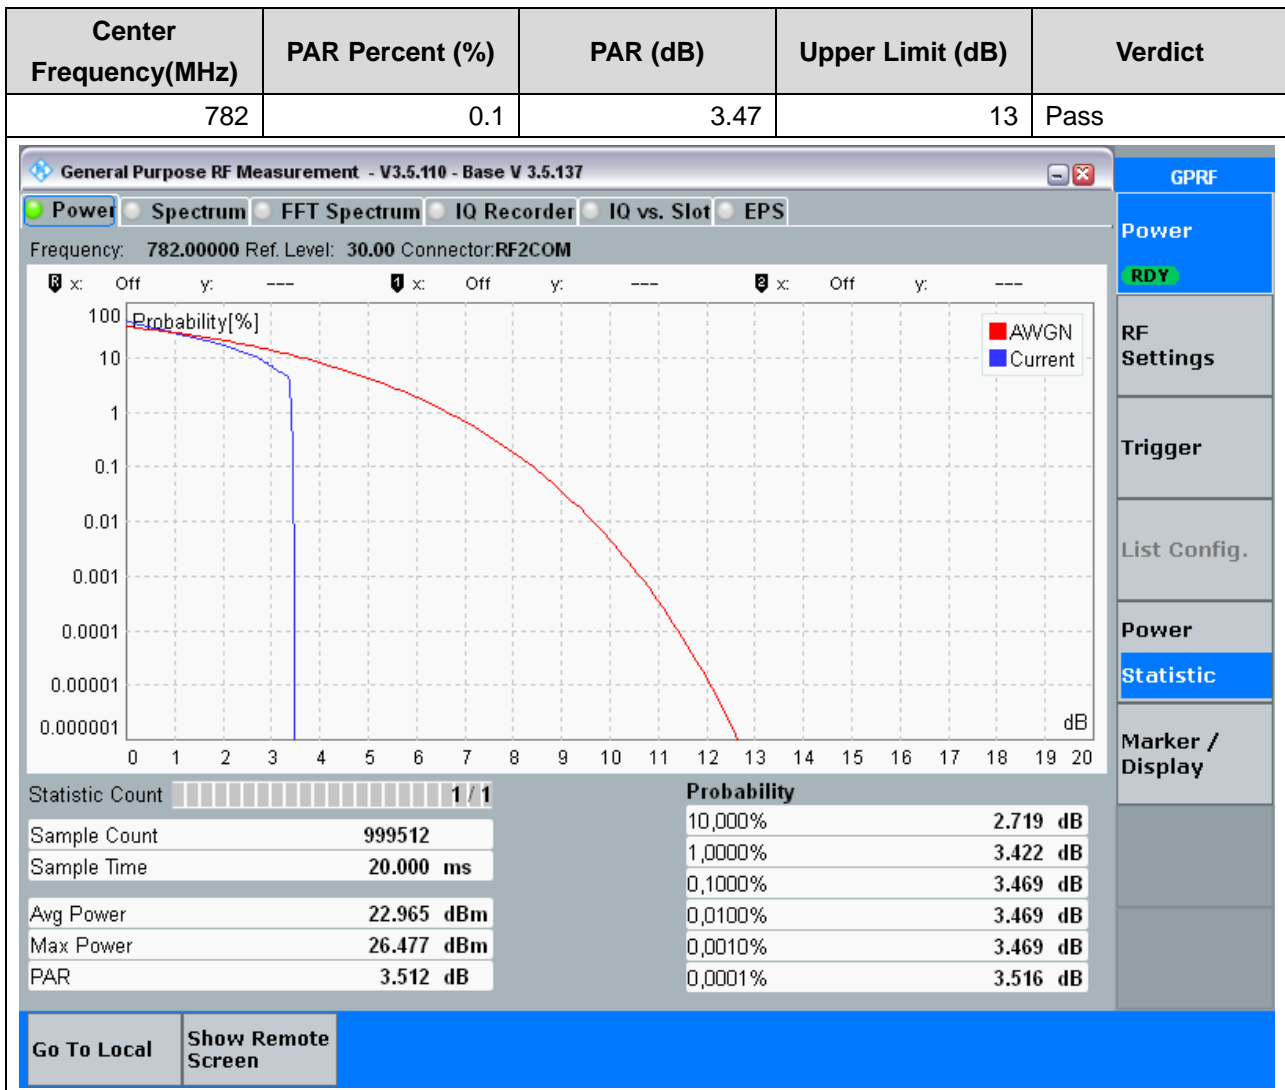 Center Frequency(MHz) PAR Percent (%) PAR (dB) Upper Limit (dB) Verdict
782 0.1 3.47 13 Pass
General Purpose RF Measurement - V3.5.110 - Base V 3.5.137
GPRF
Power Spectrum FFT Spectrum IQ Recorder IQ vs. Slot EPS
Frequency: 782.00000 Ref. Level: 30.00 Connector:RF2COM
R x: Off y: --- 1 x: Off y: --- 2 x: Off y: ---
Probability[%]
AWGN
Current
100
10
1
0.1
0.01
0.001
0.0001
0.00001
0.000001
dB
0 1 2 3 4 5 6 7 8 9 10 11 12 13 14 15 16 17 18 19 20
Statistic Count 1 / 1
Sample Count 999512
Sample Time 20.000 ms
Avg Power 22.965 dBm
Max Power 26.477 dBm
PAR 3.512 dB
Probability
10,000% 2.719 dB
1,0000% 3.422 dB
0,1000% 3.469 dB
0,0100% 3.469 dB
0,0010% 3.469 dB
0,0001% 3.516 dB
Power
RDY
RF
Settings
Trigger
List Config.
Power
Statistic
Marker /
Display
Go To Local
Show Remote
Screen